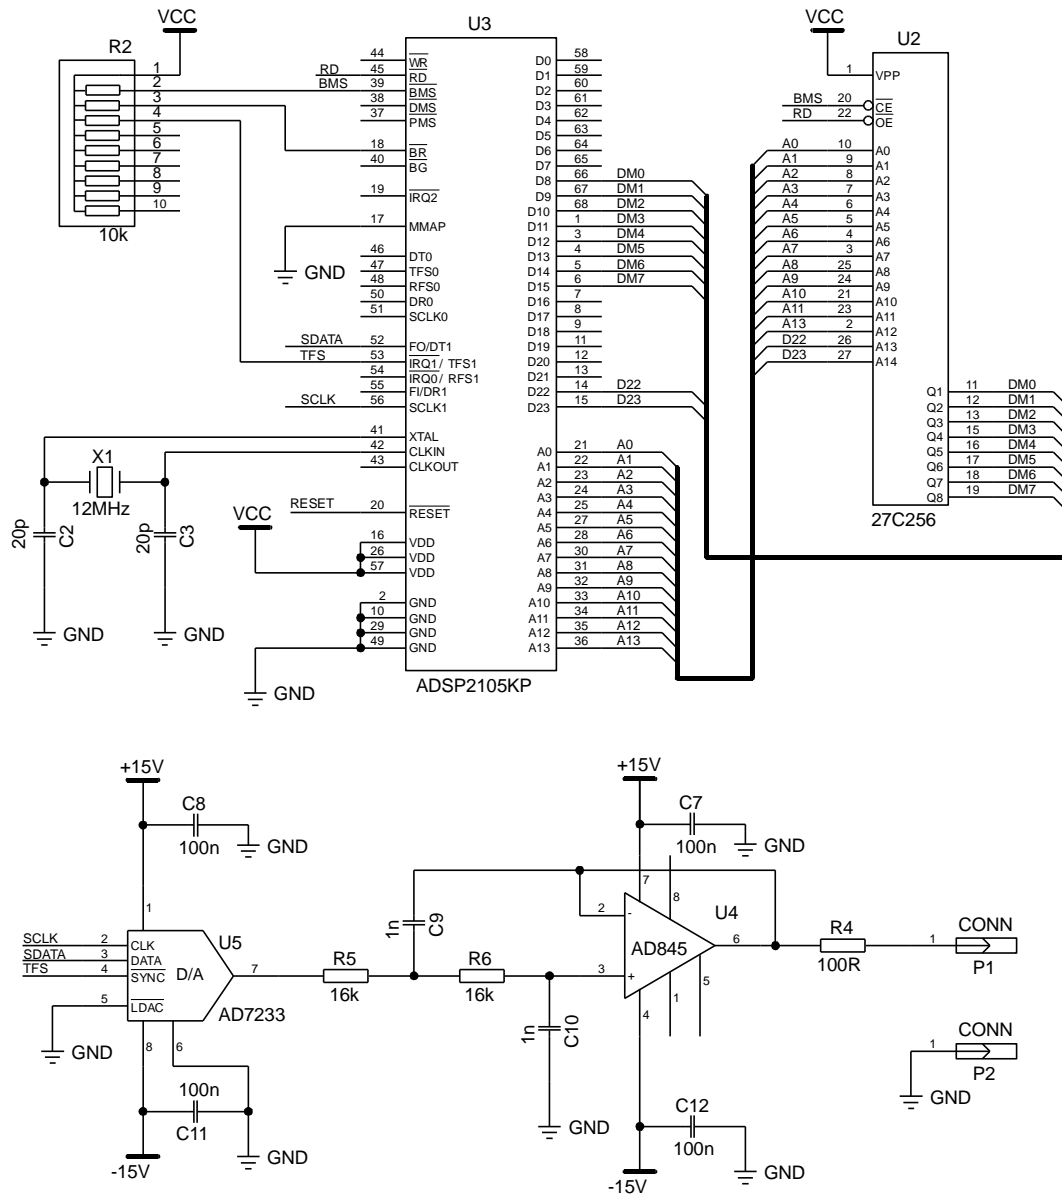 VCC
R2
1
2
3
4
5
6
7
8
9
10
10k
U3
44 WR
RD 45 RD
BMS 39 BMS
38 DMS
37 PMS
18 BR
40 BG
19 IRQ2
17 MMAP
GND
46 DT0
47 TFS0
48 RFS0
50 DR0
51 SCLK0
SDATA 52 FO/DT1
TFS 53 IRQ1/ TFS1
54 IRQ0/ RFS1
55 FI/DR1
SCLK 56 SCLK1
41 XTAL
42 CLKIN
43 CLKOUT
RESET 20 RESET
16 VDD
26 VDD
57 VDD
2 GND
10 GND
29 GND
49 GND
D0 58
D1 59
D2 60
D3 61
D4 62
D5 63
D6 64
D7 65
D8 66 DM0
D9 67 DM1
D10 68 DM2
D11 1 DM3
D12 3 DM4
D13 4 DM5
D14 5 DM6
D15 6 DM7
D16 7
D17 8
D18 9
D19 11
D20 12
D21 13
D22 14 D22
D23 15 D23
A0 21 A0
A1 22 A1
A2 23 A2
A3 24 A3
A4 25 A4
A5 27 A5
A6 28 A6
A7 30 A7
A8 31 A8
A9 32 A9
A10 33 A10
A11 34 A11
A12 35 A12
A13 36 A13
ADSP2105KP
X1
12MHz
20p C2
20p C3
VCC
GND
GND
GND
VCC
U2
1 VPP
BMS 20 CE
RD 22 OE
A0 10 A0
A1 9 A1
A2 8 A2
A3 7 A3
A4 6 A4
A5 5 A5
A6 4 A6
A7 3 A7
A8 25 A8
A9 24 A9
A10 21 A10
A11 23 A11
A13 2 A12
D22 26 A13
D23 27 A14
Q1 11 DM0
Q2 12 DM1
Q3 13 DM2
Q4 15 DM3
Q5 16 DM4
Q6 17 DM5
Q7 18 DM6
Q8 19 DM7
27C256
+15V
C8
100n
GND
1
SCLK 2 CLK
SDATA 3 DATA
TFS 4 SYNC
5 LDAC
U5
D/A
AD7233
7
GND
8
6
100n
C11
GND
-15V
R5
16k
1n C9
R6
16k
1n C10
GND
+15V
C7
100n
GND
7
8
2 -
3 +
U4
AD845
6
5
1
4
C12
100n
GND
-15V
R4
100R
CONN
1
P1
CONN
1
P2
GND